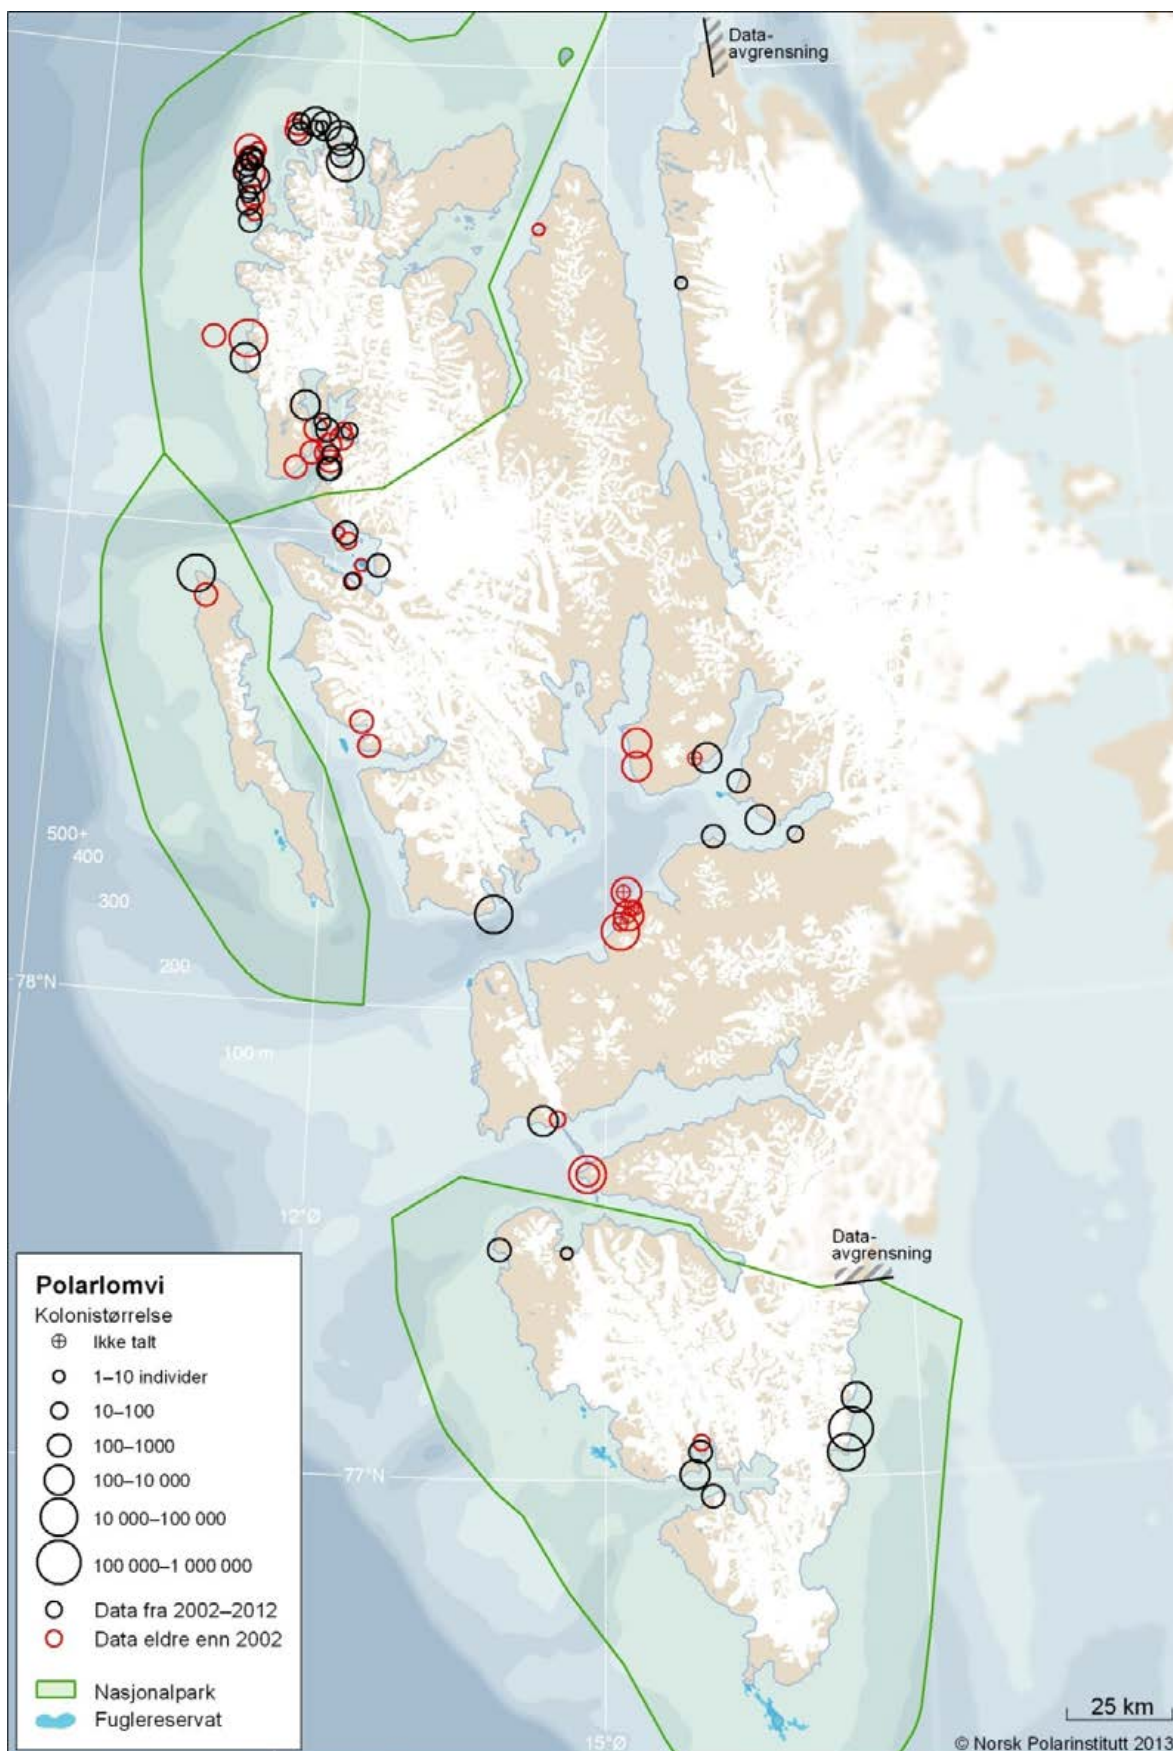 Data-
avgrensning
500+
400
300
78°N
200
100 m
12°Ø
Data-
avgrensning
Polarlomvi
Kolonistørrelse
Ikke talt
1–10 individer
10–100
100–1000
100–10 000
10 000–100 000
100 000–1 000 000
Data fra 2002–2012
Data eldre enn 2002
Nasjonalpark
Fuglereservat
77°N
15°Ø
25 km
© Norsk Polarinstitutt 2013